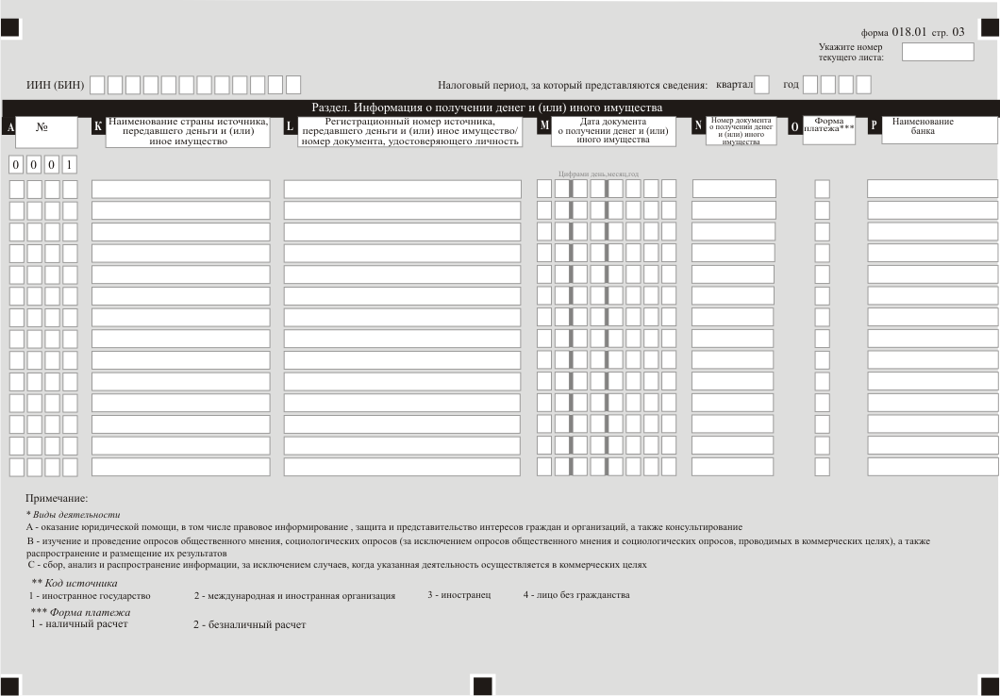 форма 018.01 стр. 03
Укажите номер
текущего листа:
ИИН (БИН)
Налоговый период, за который представляются сведения: квартал год
Раздел. Информация о получении денег и (или) иного имущества
A №
K Наименование страны источника,
передавшего деньги и (или)
иное имущество
L Регистрационный номер источника,
передавшего деньги и (или) иное имущество/
номер документа, удостоверяющего личность
M Дата документа
о получении денег и (или)
иного имущества
N Номер документа
о получении денег
и (или) иного
имущества
O Форма
платежа***
P Наименование
банка
0 0 0 1
Цифрами день,месяц,год
Примечание:
* Виды деятельности
A - оказание юридической помощи, в том числе правовое информирование , защита и представительство интересов граждан и организаций, а также консультирование
B - изучение и проведение опросов общественного мнения, социологических опросов (за исключением опросов общественного мнения и социологических опросов, проводимых в коммерческих целях), а также
распространение и размещение их результатов
C - сбор, анализ и распространение информации, за исключением случаев, когда указанная деятельность осуществляется в коммерческих целях
** Код источника
1 - иностранное государство 2 - международная и иностранная организация 3 - иностранец 4 - лицо без гражданства
*** Форма платежа
1 - наличный расчет 2 - безналичный расчет